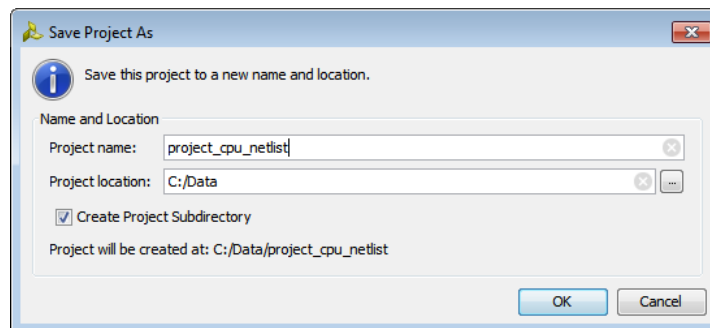 Save Project As
Save this project to a new name and location.
Name and Location
Project name: project_cpu_netlist
Project location: C:/Data ...
Create Project Subdirectory
Project will be created at: C:/Data/project_cpu_netlist
OK Cancel